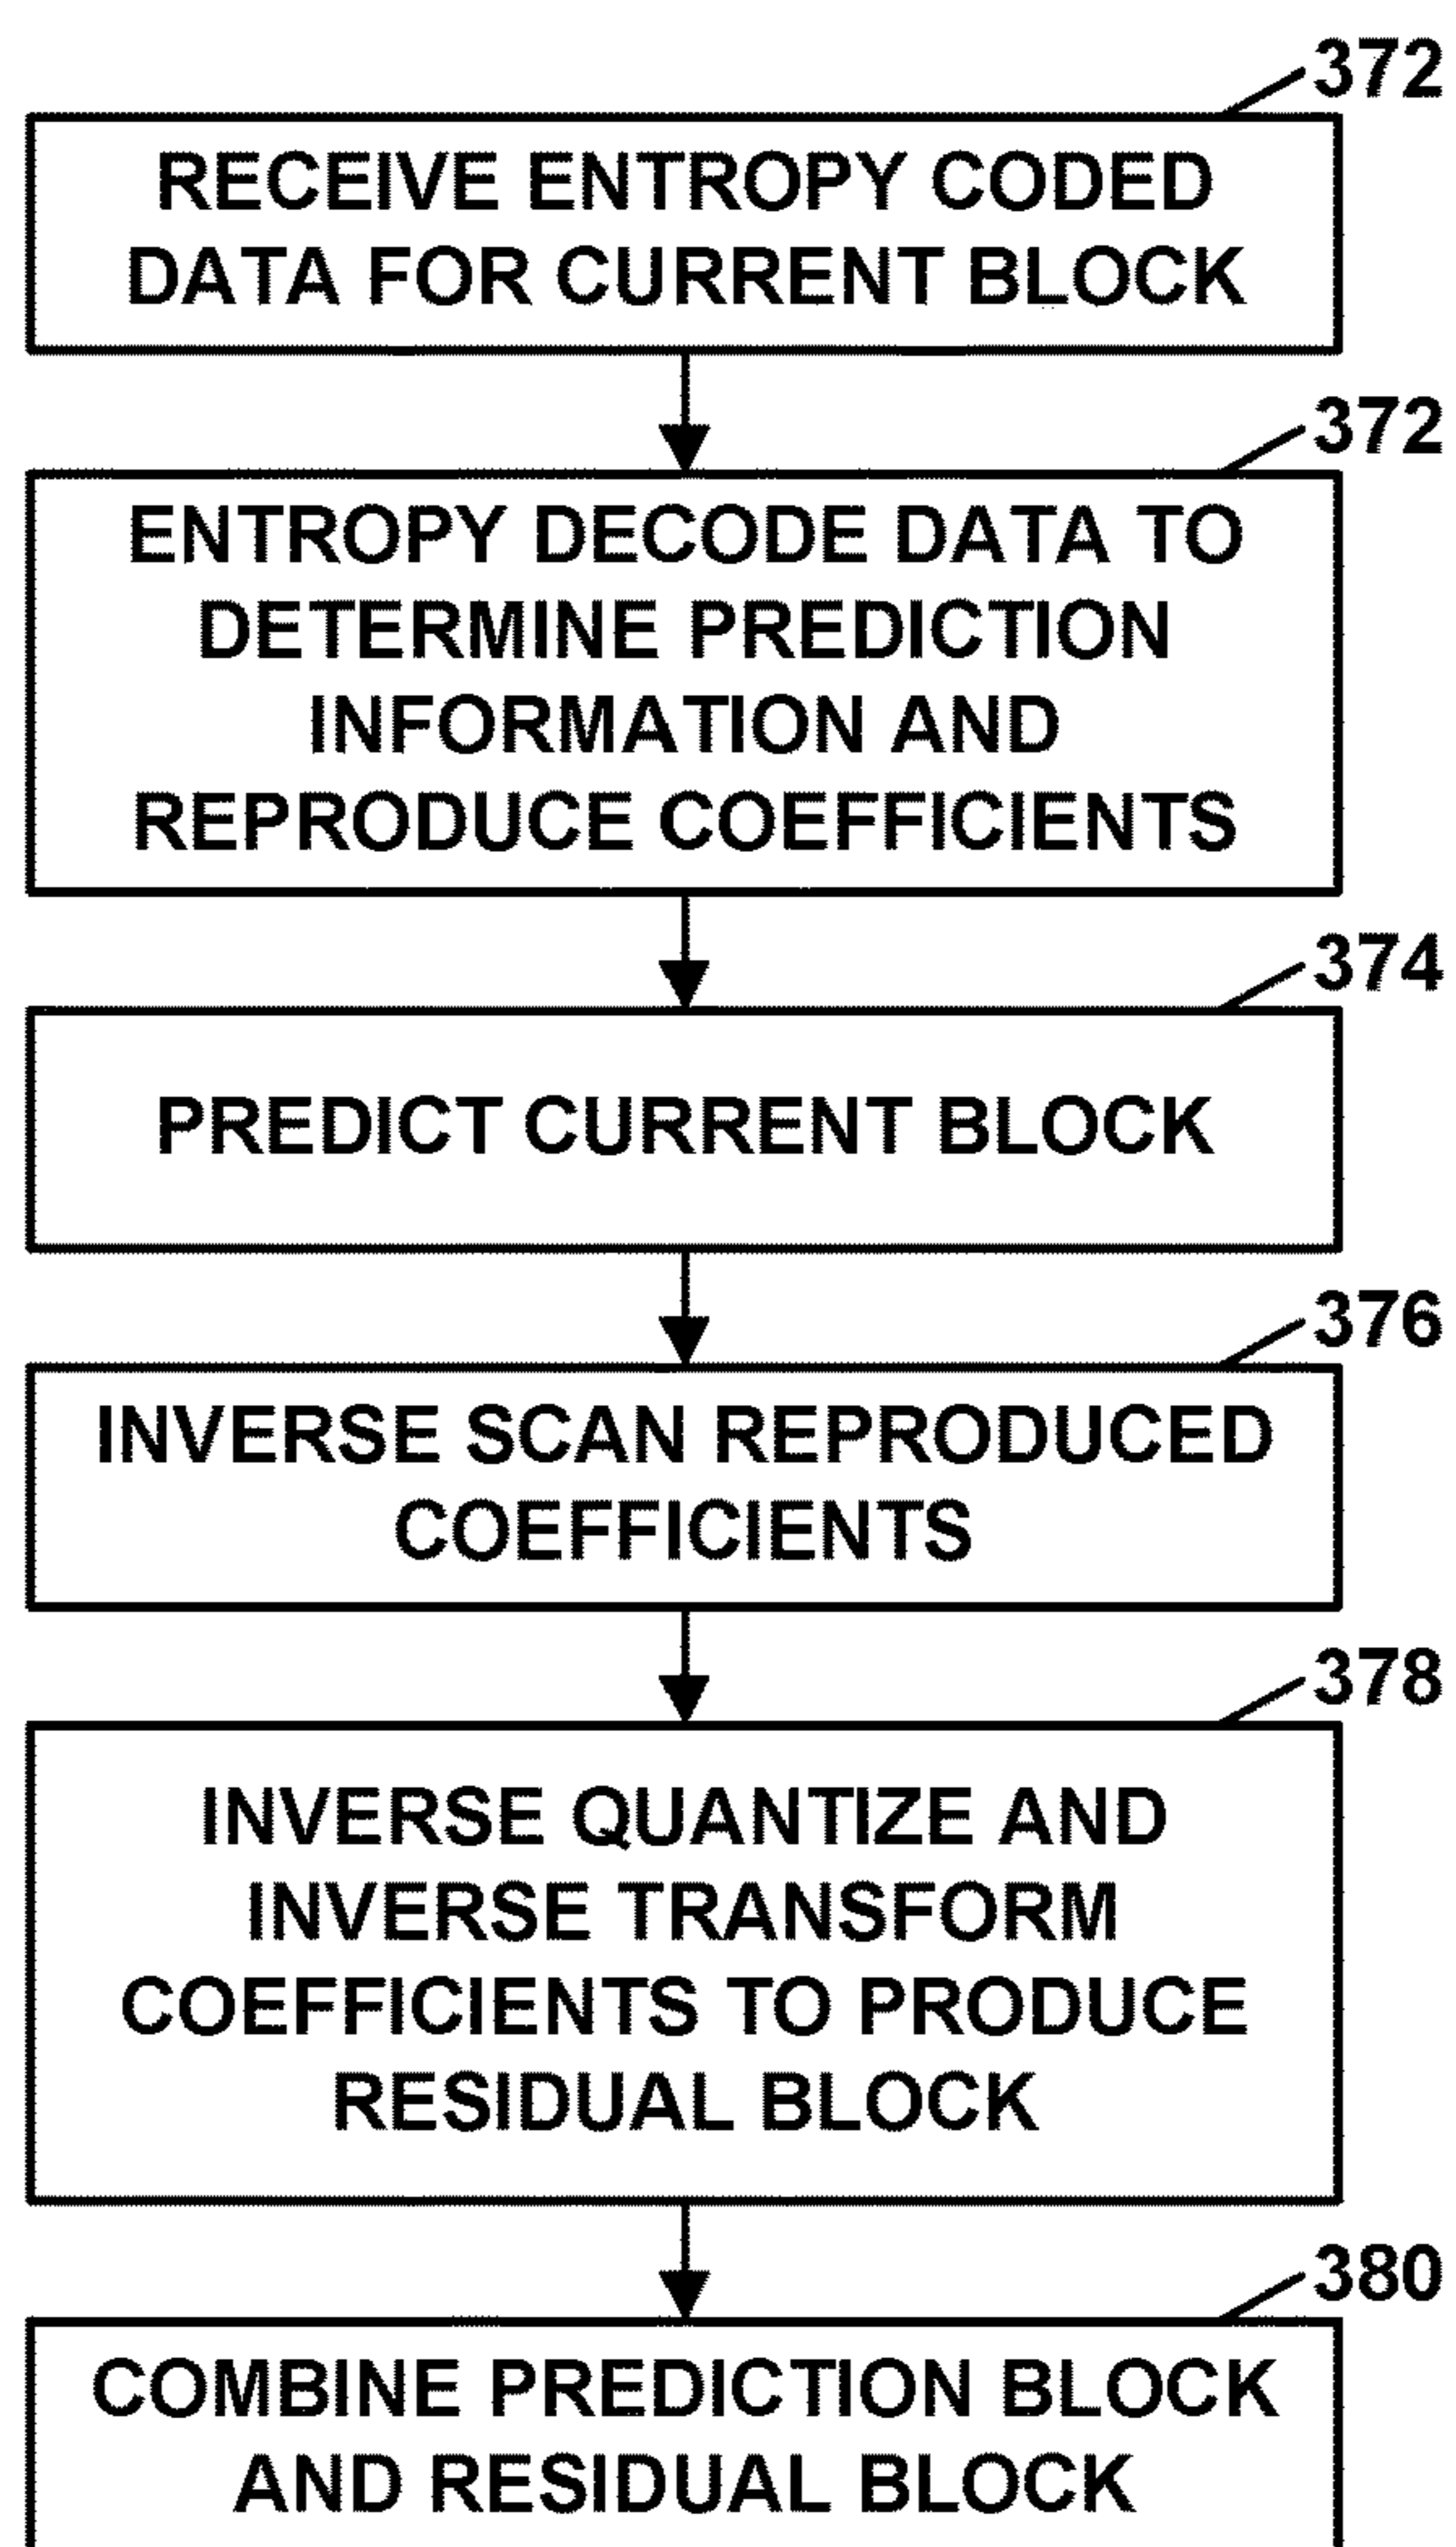 372
RECEIVE ENTROPY CODED
DATA FOR CURRENT BLOCK
372
ENTROPY DECODE DATA TO
DETERMINE PREDICTION
INFORMATION AND
REPRODUCE COEFFICIENTS
374
PREDICT CURRENT BLOCK
376
INVERSE SCAN REPRODUCED
COEFFICIENTS
378
INVERSE QUANTIZE AND
INVERSE TRANSFORM
COEFFICIENTS TO PRODUCE
RESIDUAL BLOCK
380
COMBINE PREDICTION BLOCK
AND RESIDUAL BLOCK